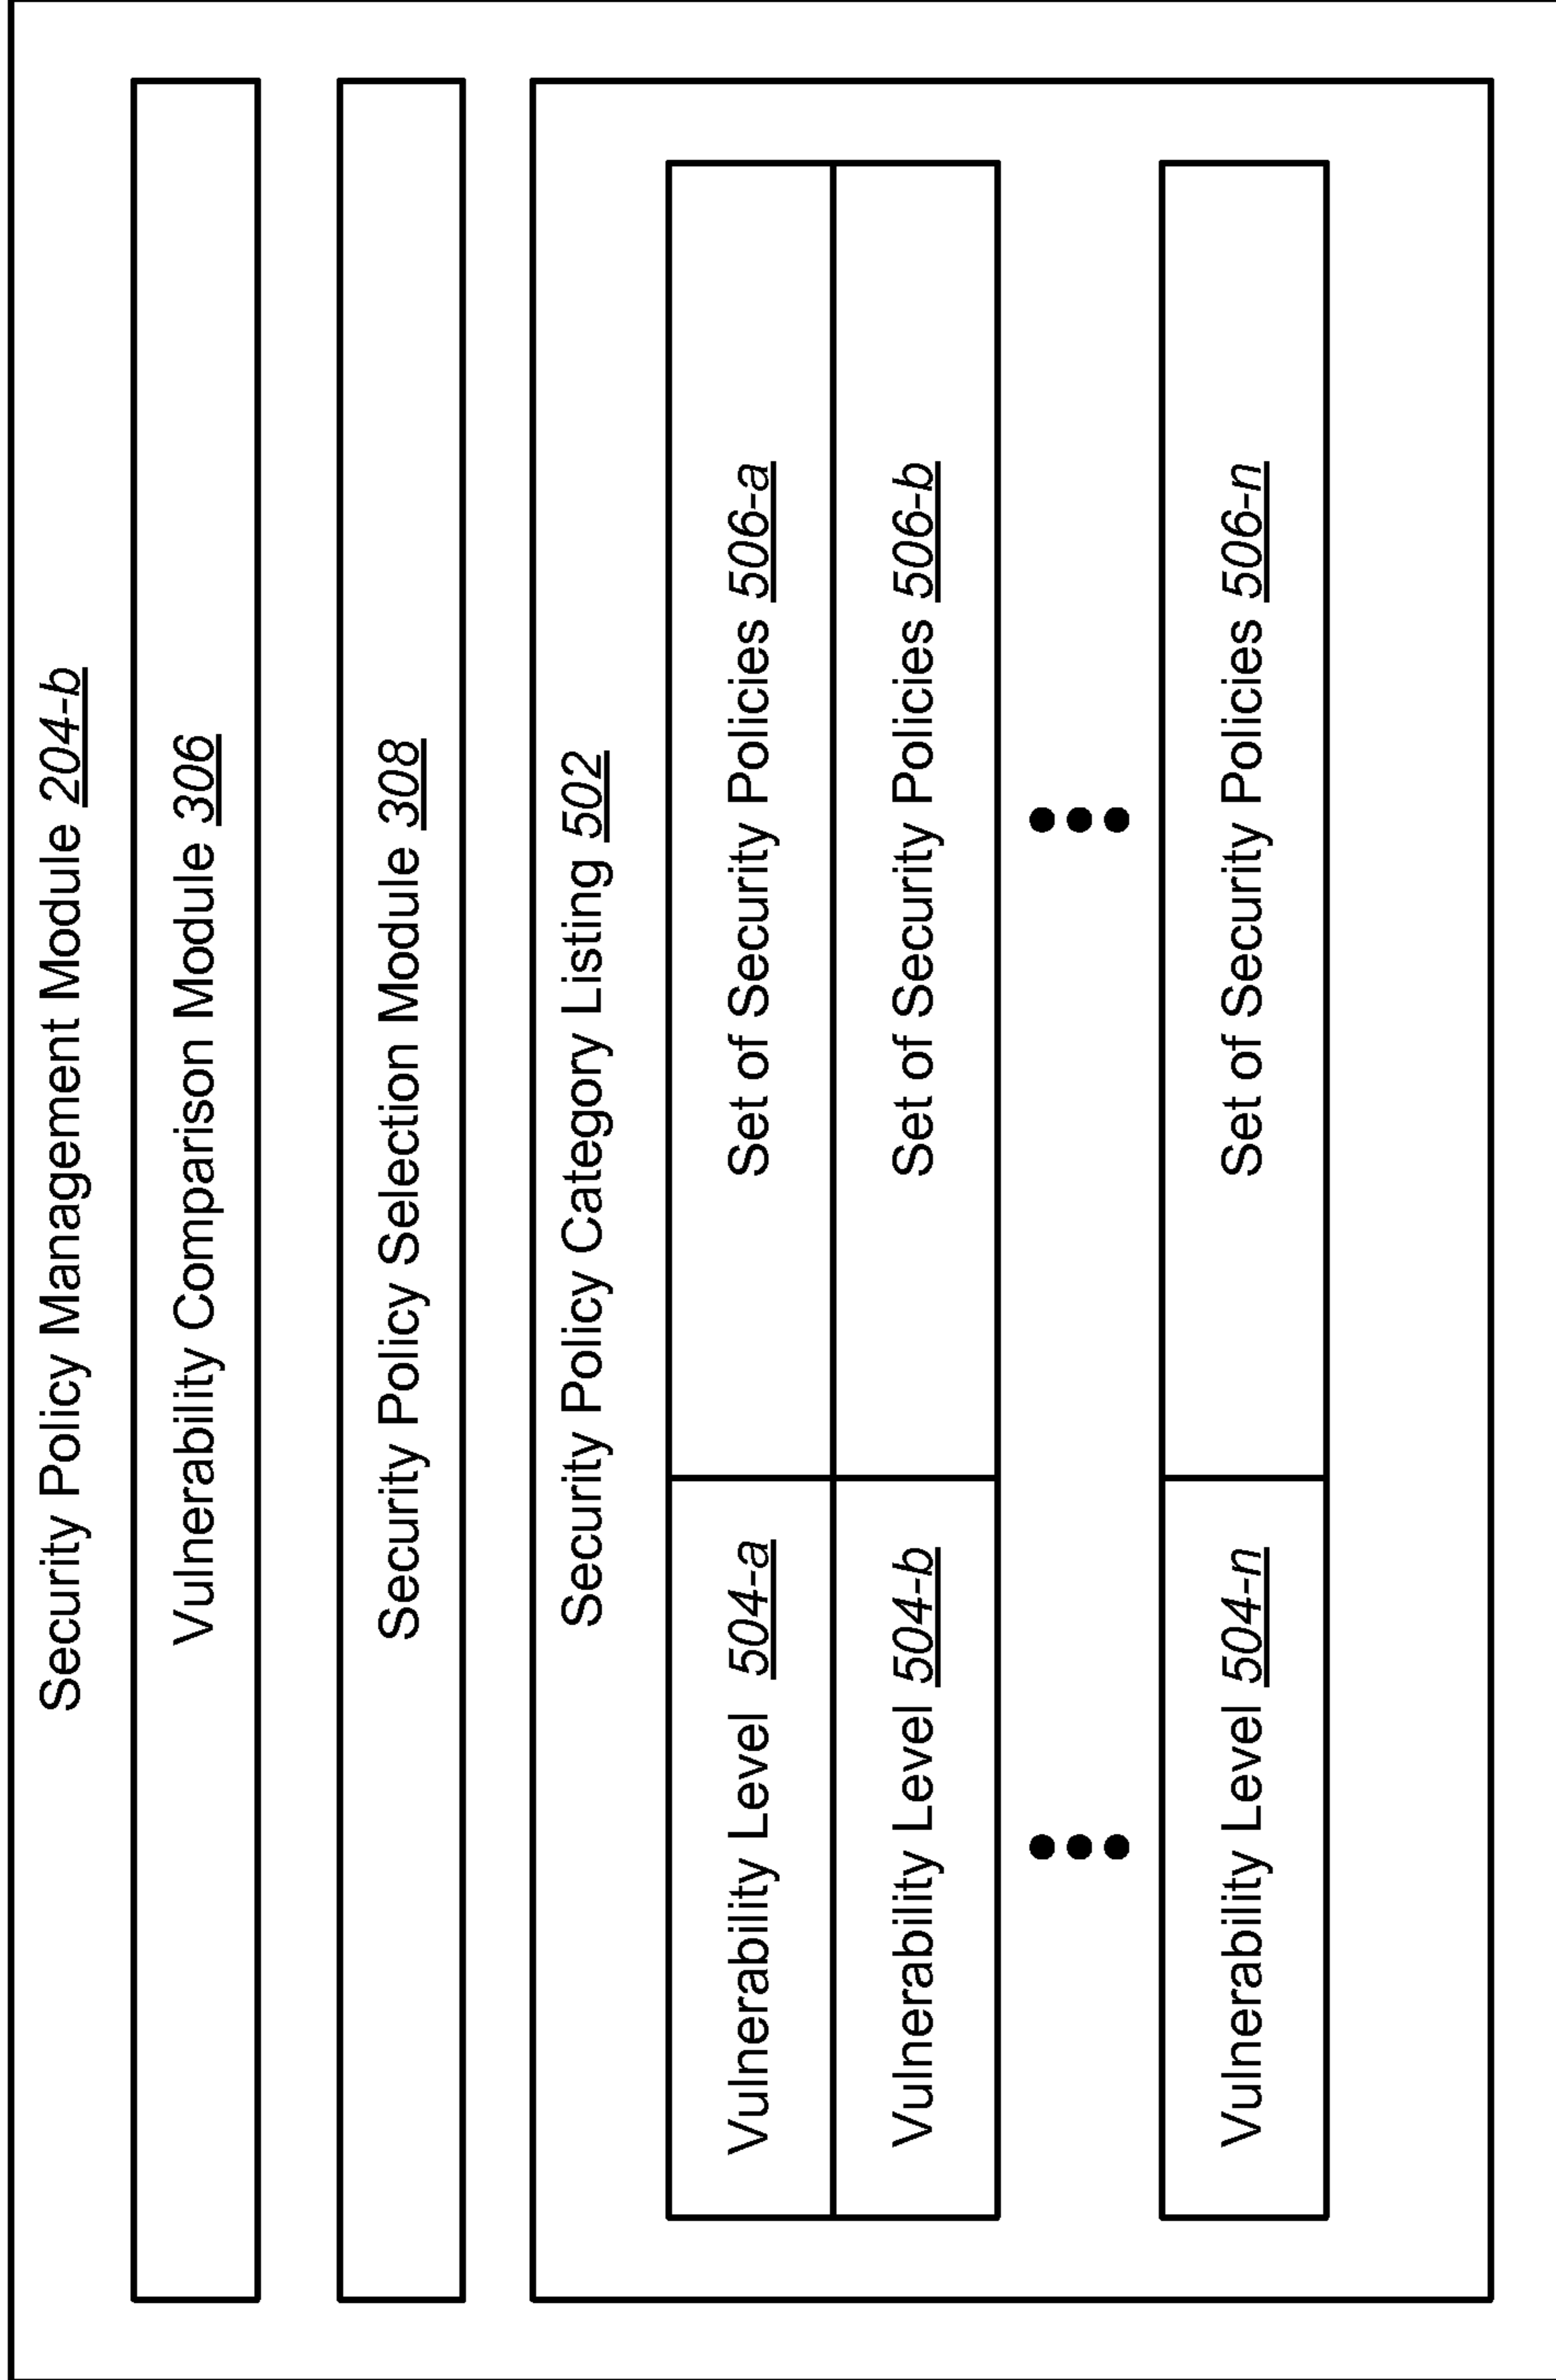 Security Policy Management Module 204-b
Vulnerability Comparison Module 306
Security Policy Selection Module 308
Security Policy Category Listing 502
Vulnerability Level 504-a
Set of Security Policies 506-a
Vulnerability Level 504-b
Set of Security Policies 506-b
Vulnerability Level 504-n
Set of Security Policies 506-n